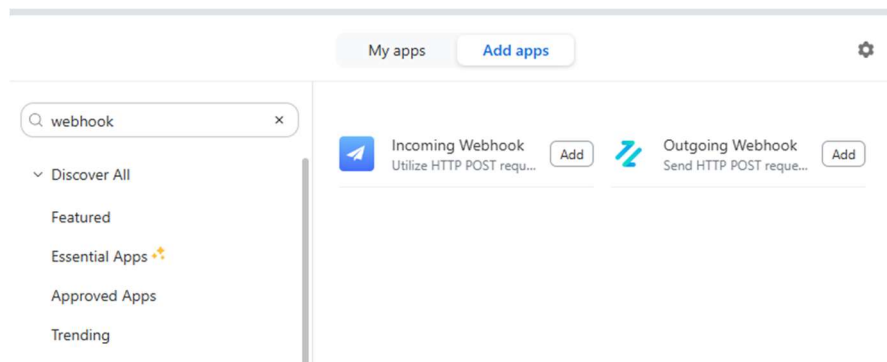 My apps
Add apps
webhook
Discover All
Featured
Essential Apps
Approved Apps
Trending
Incoming Webhook
Utilize HTTP POST requ...
Add
Outgoing Webhook
Send HTTP POST reque...
Add